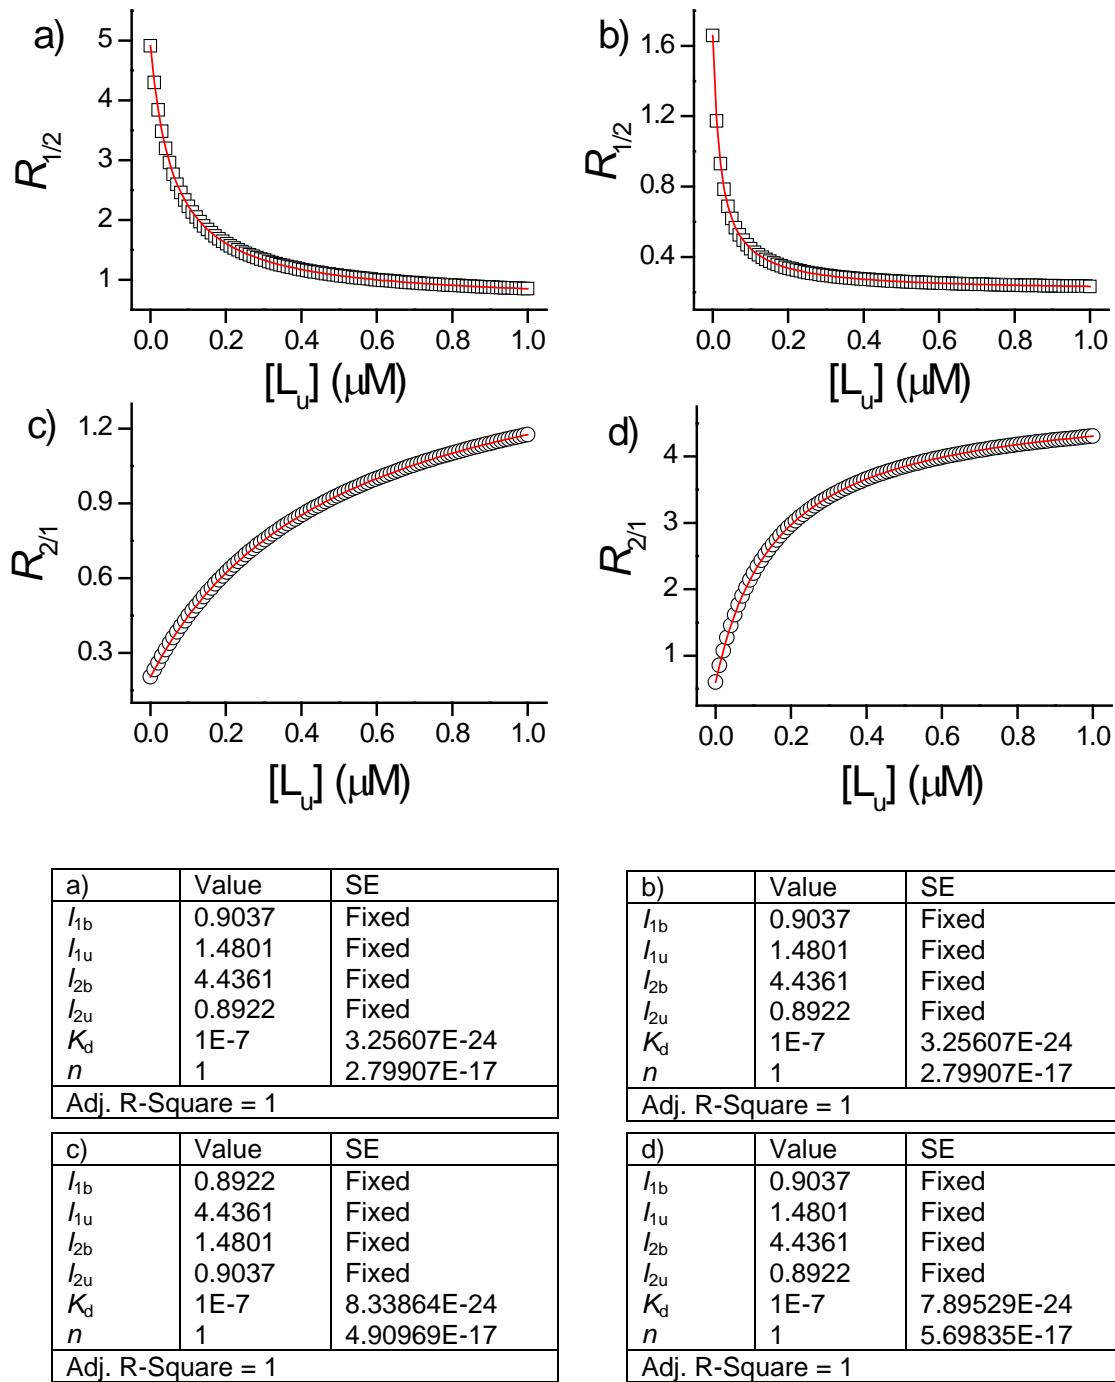 a)
5
4
3
2
1
R1/2
0.0 0.2 0.4 0.6 0.8 1.0
[Lu] (μM)
b)
1.6
1.2
0.8
0.4
R1/2
0.0 0.2 0.4 0.6 0.8 1.0
[Lu] (μM)
c)
1.2
0.9
0.6
0.3
R2/1
0.0 0.2 0.4 0.6 0.8 1.0
[Lu] (μM)
d)
4
3
2
1
R2/1
0.0 0.2 0.4 0.6 0.8 1.0
[Lu] (μM)
a) Value SE
I1b 0.9037 Fixed
I1u 1.4801 Fixed
I2b 4.4361 Fixed
I2u 0.8922 Fixed
Kd 1E-7 3.25607E-24
n 1 2.79907E-17
Adj. R-Square = 1
b) Value SE
I1b 0.9037 Fixed
I1u 1.4801 Fixed
I2b 4.4361 Fixed
I2u 0.8922 Fixed
Kd 1E-7 3.25607E-24
n 1 2.79907E-17
Adj. R-Square = 1
c) Value SE
I1b 0.8922 Fixed
I1u 4.4361 Fixed
I2b 1.4801 Fixed
I2u 0.9037 Fixed
Kd 1E-7 8.33864E-24
n 1 4.90969E-17
Adj. R-Square = 1
d) Value SE
I1b 0.9037 Fixed
I1u 1.4801 Fixed
I2b 4.4361 Fixed
I2u 0.8922 Fixed
Kd 1E-7 7.89529E-24
n 1 5.69835E-17
Adj. R-Square = 1